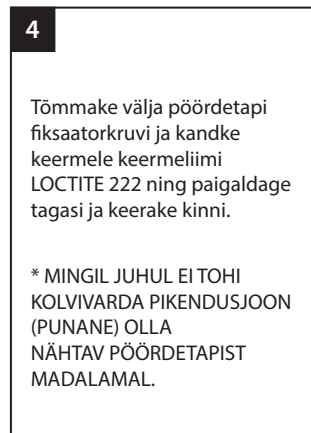 4
Tõmmake välja pöördetapi
fiksaatorkruvi ja kandke
keermele keermeliimi
LOCTITE 222 ning paigaldage
tagasi ja keerake kinni.
* MINGIL JUHUL EI TOHI
KOLVIVARDA PIKENDUSJOON
(PUNANE) OLLA
NÄHTAV PÖÖRDETAPIST
MADALAMAL.